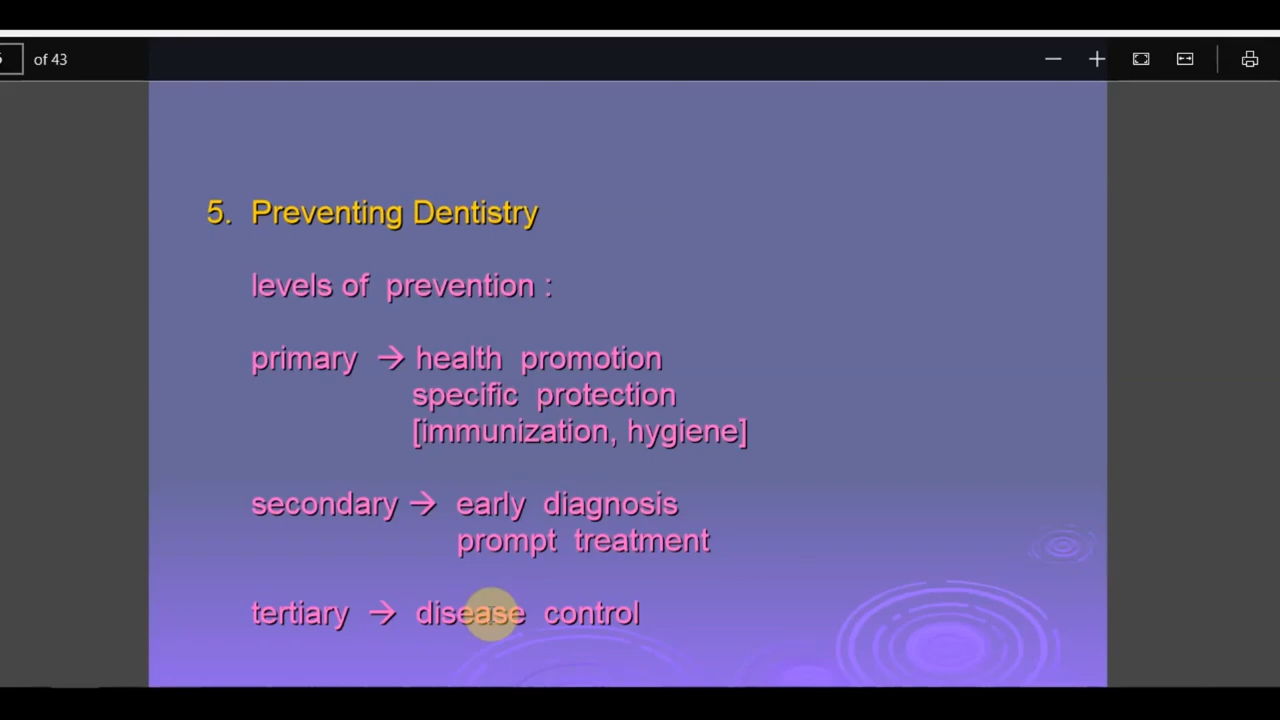 of 43
5. Preventing Dentistry
levels of prevention :
primary → health promotion
specific protection
[immunization, hygiene]
secondary → early diagnosis
prompt treatment
tertiary → disease control